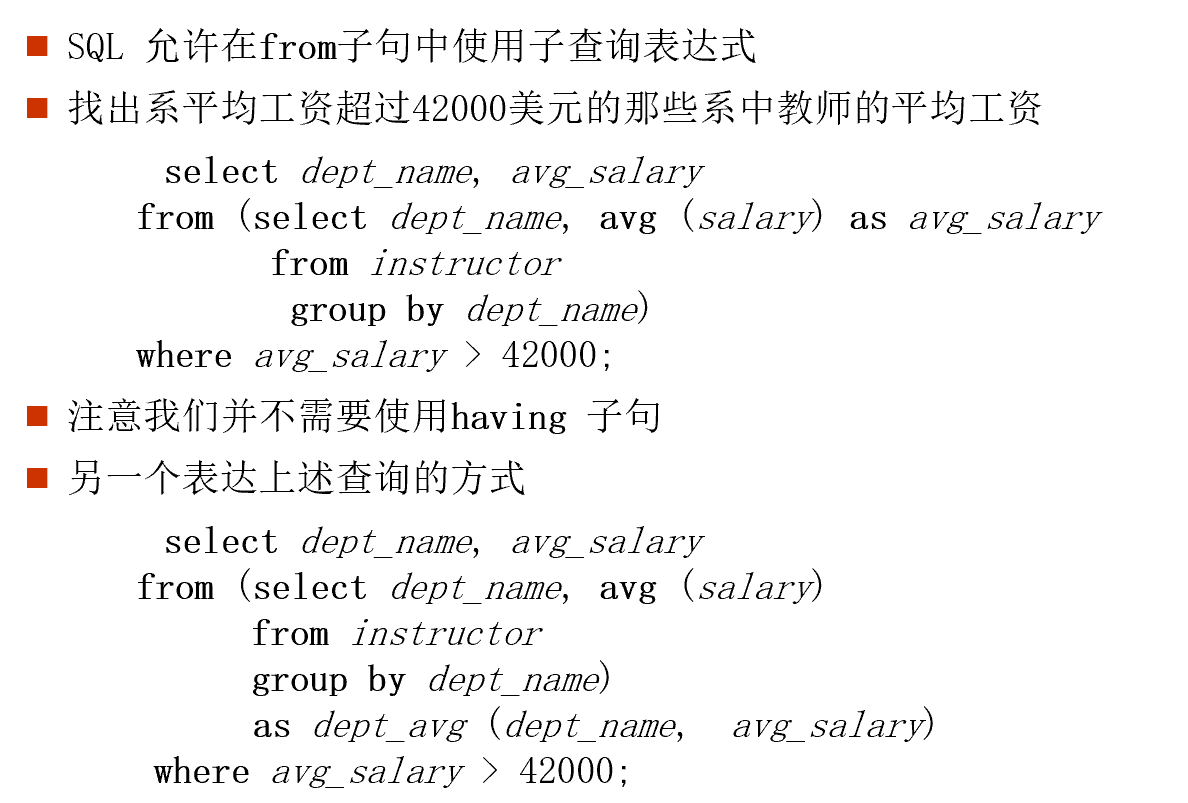 SQL 允许在from子句中使用子查询表达式
找出系平均工资超过42000美元的那些系中教师的平均工资
select dept_name, avg_salary
from (select dept_name, avg (salary) as avg_salary
from instructor
group by dept_name)
where avg_salary > 42000;
注意我们并不需要使用having 子句
另一个表达上述查询的方式
select dept_name, avg_salary
from (select dept_name, avg (salary)
from instructor
group by dept_name)
as dept_avg (dept_name, avg_salary)
where avg_salary > 42000;